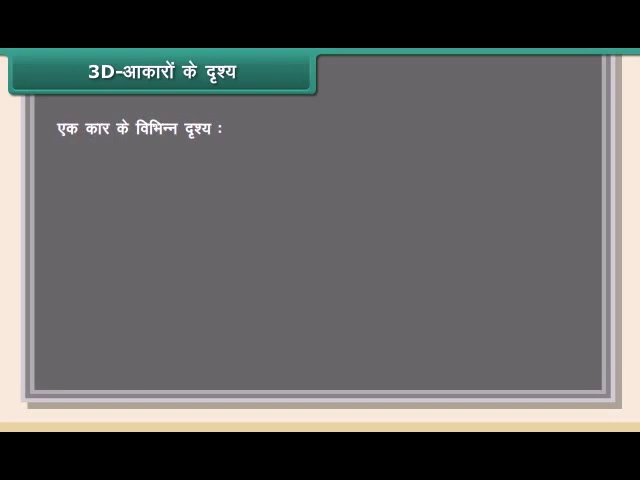 3D-आकारों के दृश्य
एक कार के विभिन्न दृश्य :